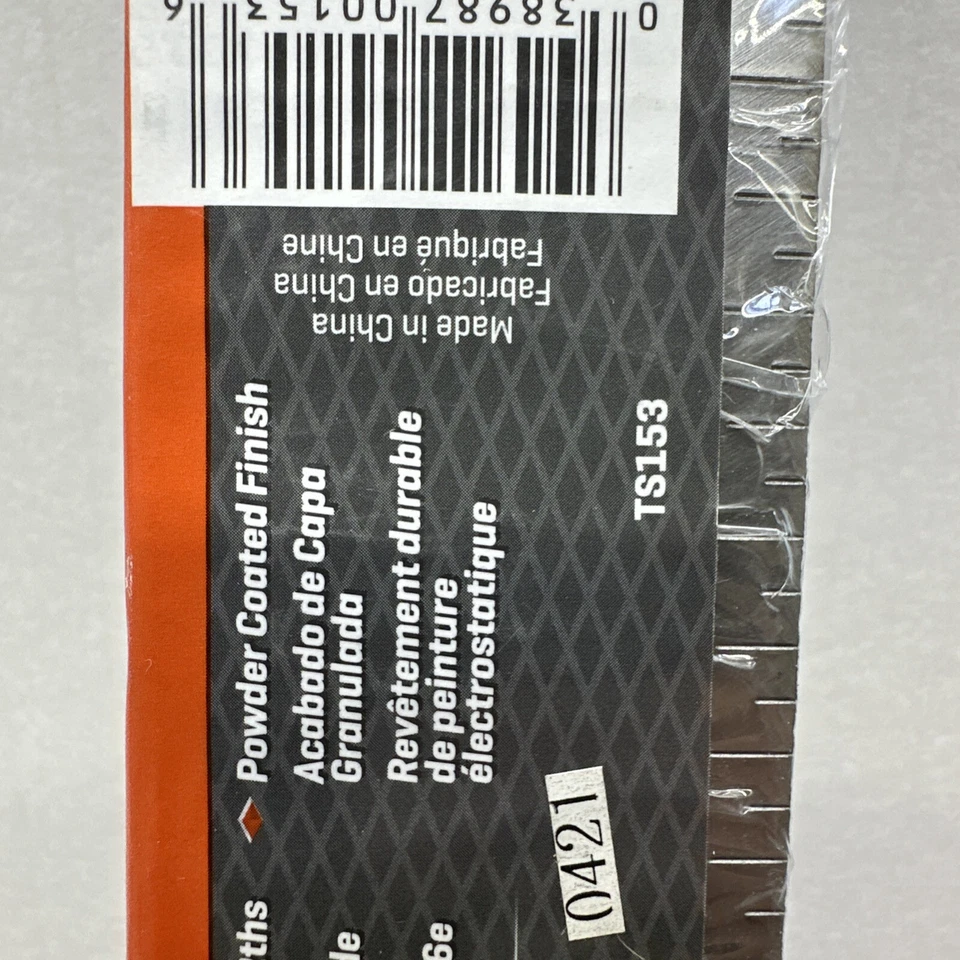 0 38987 00153 6
Made in China
Fabricado en China
Fabriqué en Chine
Powder Coated Finish
Acabado de Capa
Granulada
Revêtement durable
de peinture
électrostatique
TS153
0421
6e